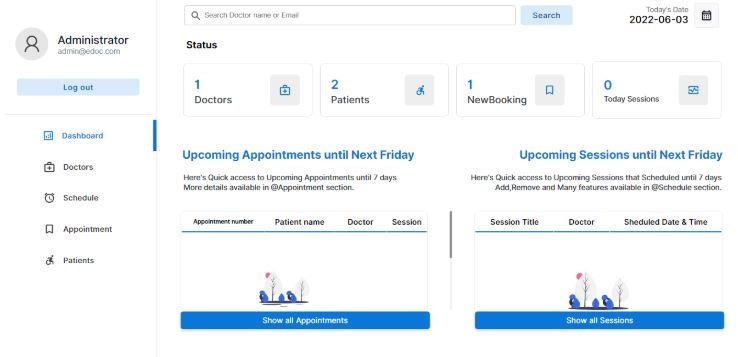 Administrator
admin@edoc.com
Log out
Dashboard
Doctors
Schedule
Appointment
Patients
Search Doctor name or Email
Search
Today's Date
2022-06-03
Status
1
Doctors
2
Patients
1
NewBooking
0
Today Sessions
Upcoming Appointments until Next Friday
Here's Quick access to Upcoming Appointments until 7 days
More details available in @Appointment section.
Appointment number Patient name Doctor Session
Show all Appointments
Upcoming Sessions until Next Friday
Here's Quick access to Upcoming Sessions that Scheduled until 7 days
Add,Remove and Many features available in @Schedule section.
Session Title Doctor Sheduled Date & Time
Show all Sessions